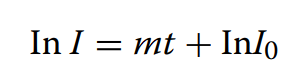 In I = mt + InI₀